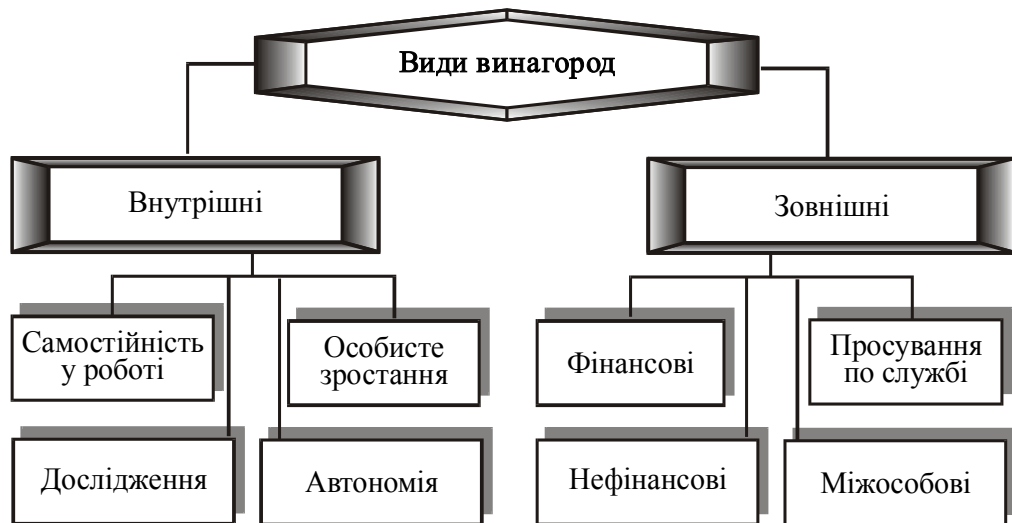 Види винагород
Внутрішні
Зовнішні
Самостійність
у роботі
Особисте
зростання
Фінансові
Просування
по службі
Дослідження
Автономія
Нефінансові
Міжособові